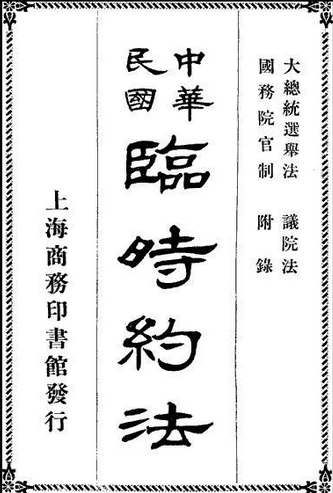 大總統選舉法　議院法
國務院官制　附錄
中華
民國
臨時約法
上海商務印書館發行